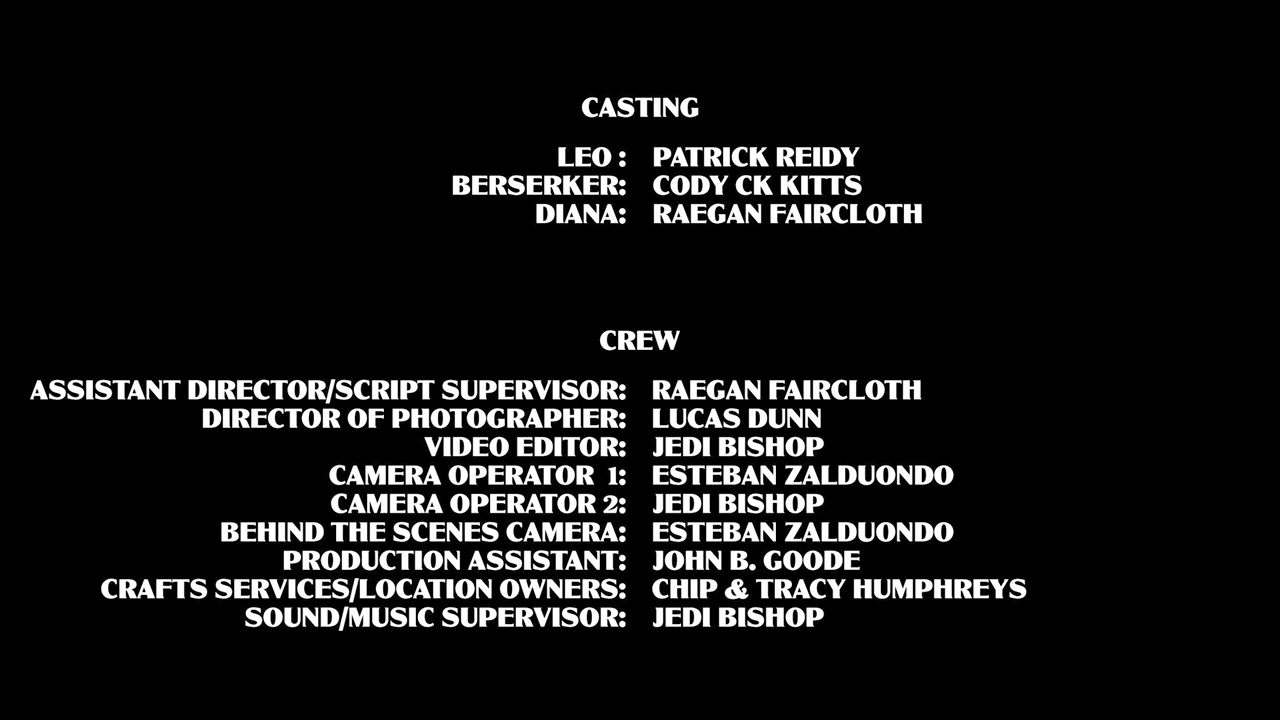 CASTING
LEO : PATRICK REIDY
BERSERKER: CODY CK KITTS
DIANA: RAEGAN FAIRCLOTH
CREW
ASSISTANT DIRECTOR/SCRIPT SUPERVISOR: RAEGAN FAIRCLOTH
DIRECTOR OF PHOTOGRAPHER: LUCAS DUNN
VIDEO EDITOR: JEDI BISHOP
CAMERA OPERATOR 1: ESTEBAN ZALDUONDO
CAMERA OPERATOR 2: JEDI BISHOP
BEHIND THE SCENES CAMERA: ESTEBAN ZALDUONDO
PRODUCTION ASSISTANT: JOHN B. GOODE
CRAFTS SERVICES/LOCATION OWNERS: CHIP & TRACY HUMPHREYS
SOUND/MUSIC SUPERVISOR: JEDI BISHOP